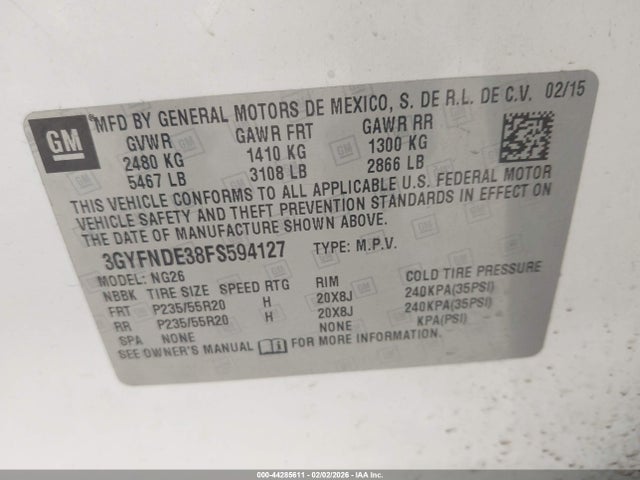 GM
MFD BY GENERAL MOTORS DE MEXICO, S. DE R.L. DE C.V. 02/15
GVWR GAWR FRT GAWR RR
2480 KG 1410 KG 1300 KG
5467 LB 3108 LB 2866 LB
THIS VEHICLE CONFORMS TO ALL APPLICABLE U.S. FEDERAL MOTOR
VEHICLE SAFETY AND THEFT PREVENTION STANDARDS IN EFFECT ON
THE DATE OF MANUFACTURE SHOWN ABOVE.
3GYFNDE38FS594127 TYPE: M.P.V.
MODEL: NG26
NBBK TIRE SIZE SPEED RTG RIM COLD TIRE PRESSURE
FRT P235/55R20 H 20X8J 240KPA(35PSI)
RR P235/55R20 H 20X8J 240KPA(35PSI)
SPA NONE NONE KPA(PSI)
SEE OWNER'S MANUAL FOR MORE INFORMATION.
000-44285611 - 02/02/2026 - IAAI.COM